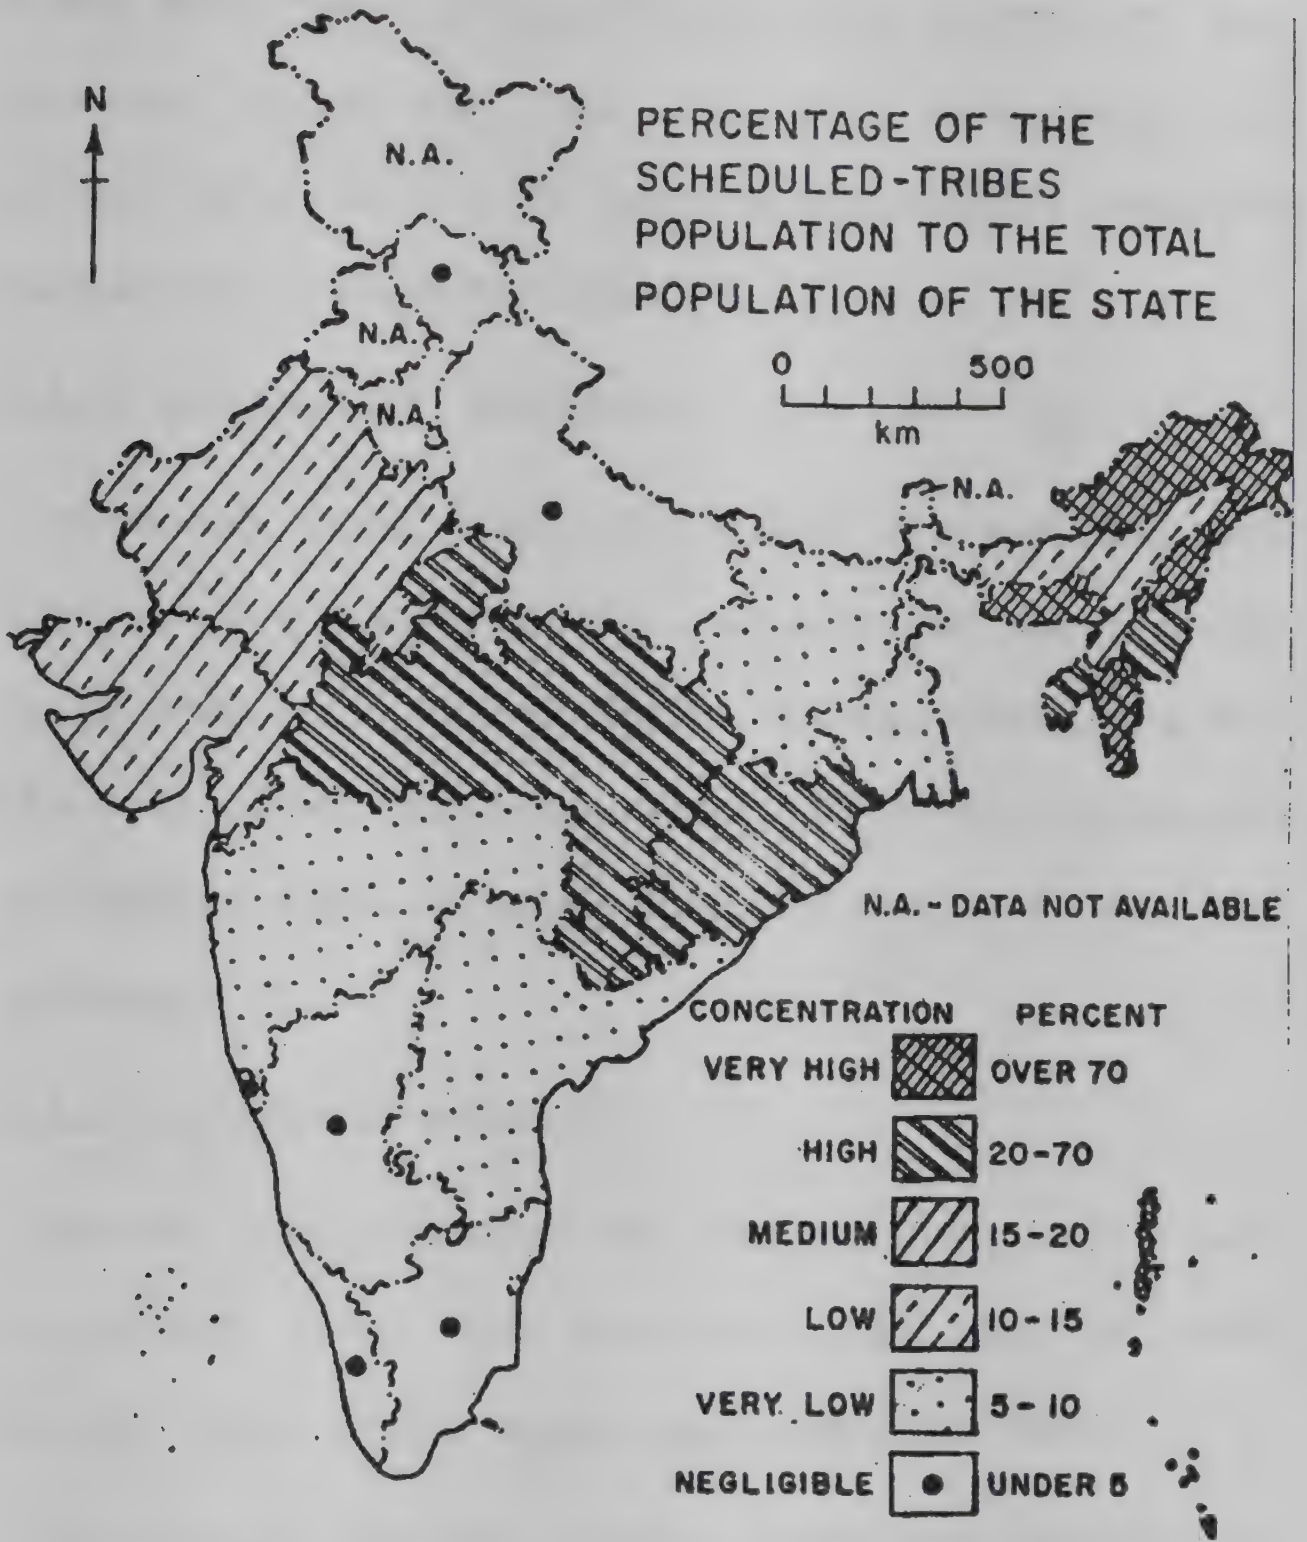 N
N.A.
PERCENTAGE OF THE
SCHEDULED-TRIBES
POPULATION TO THE TOTAL
POPULATION OF THE STATE
N.A.
0 500
km
N.A.
N.A.
N.A.- DATA NOT AVAILABLE
CONCENTRATION PERCENT
VERY HIGH OVER 70
HIGH 20-70
MEDIUM 15-20
LOW 10-15
VERY LOW 5-10
NEGLIGIBLE UNDER 5